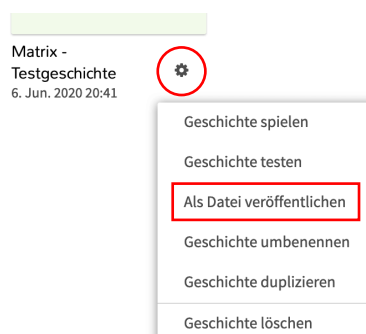 Matrix -
Testgeschichte
6. Jun. 2020 20:41
Geschichte spielen
Geschichte testen
Als Datei veröffentlichen
Geschichte umbenennen
Geschichte duplizieren
Geschichte löschen